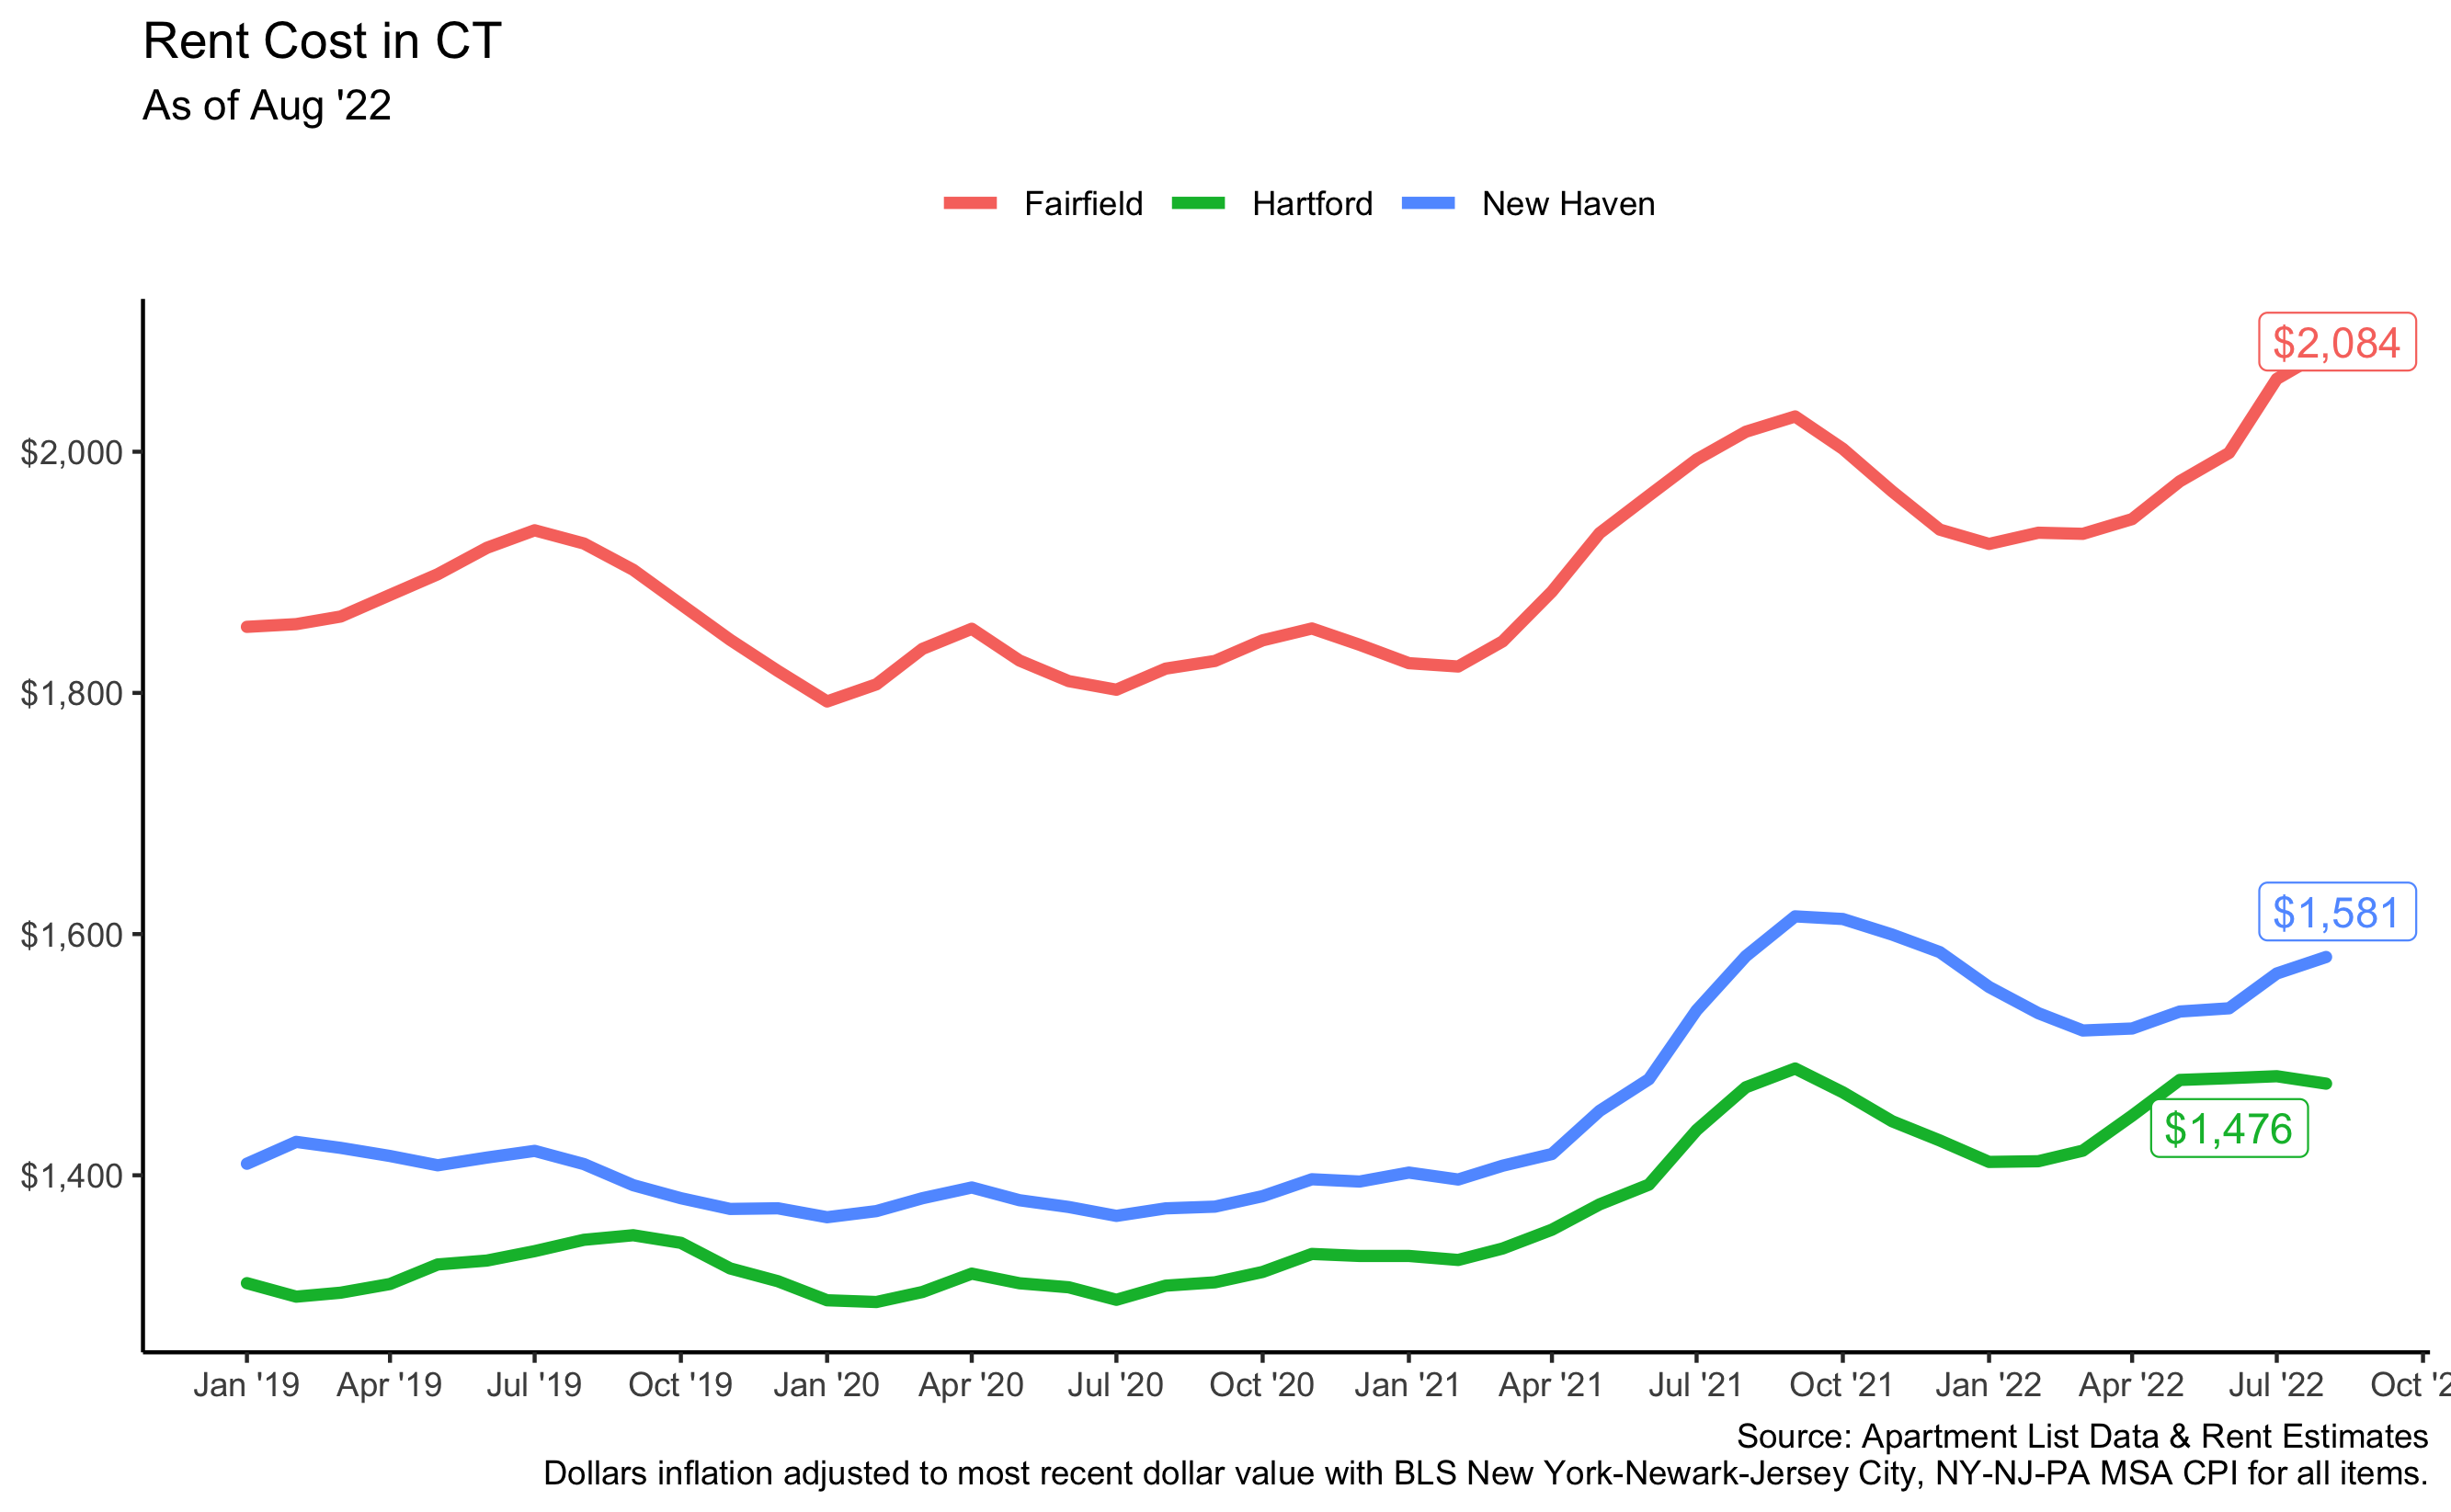 Rent Cost in CT
As of Aug '22
Fairfield Hartford New Haven
$2,084
$2,000
$1,800
$1,600
$1,581
$1,476
$1,400
Jan '19 Apr '19 Jul '19 Oct '19 Jan '20 Apr '20 Jul '20 Oct '20 Jan '21 Apr '21 Jul '21 Oct '21 Jan '22 Apr '22 Jul '22 Oct '2
Source: Apartment List Data & Rent Estimates
Dollars inflation adjusted to most recent dollar value with BLS New York-Newark-Jersey City, NY-NJ-PA MSA CPI for all items.